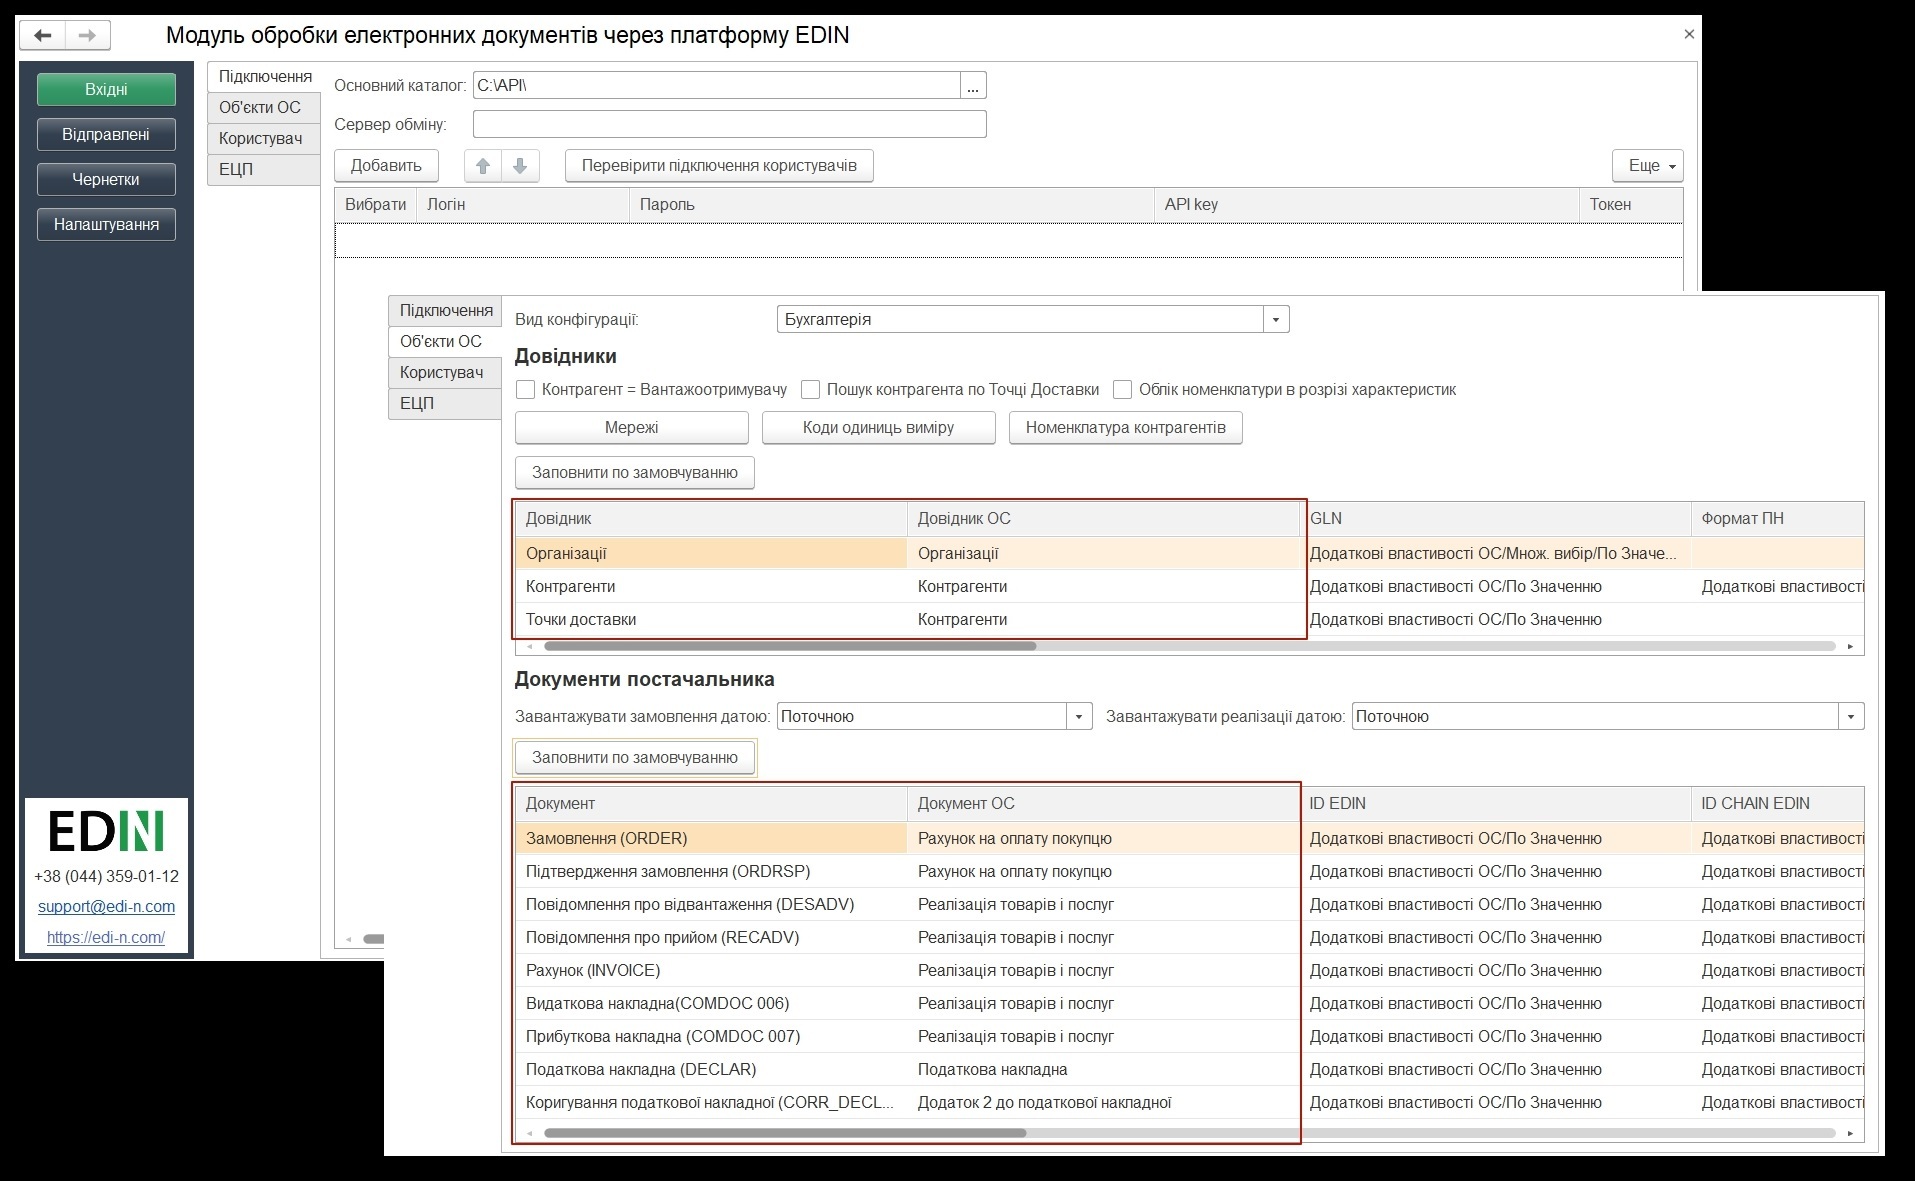 Модуль обробки електронних документів через платформу EDIN
Вхідні
Відправлені
Чернетки
Налаштування
EDIN
+38 (044) 359-01-12
support@edi-n.com
https://edi-n.com/
Підключення
Об'єкти ОС
Користувач
ЕЦП
Основний каталог: C:\API\ ...
Сервер обміну:
Добавить Перевірити підключення користувачів Еще
Вибрати Логін Пароль API key Токен
Підключення
Об'єкти ОС
Користувач
ЕЦП
Вид конфігурації: Бухгалтерія
Довідники
Контрагент = Вантажоотримувачу Пошук контрагента по Точці Доставки Облік номенклатури в розрізі характеристик
Мережі Коди одиниць виміру Номенклатура контрагентів
Заповнити по замовчуванню
Довідник Довідник ОС GLN Формат ПН
Організації Організації Додаткові властивості ОС/Множ. вибір/По Значе...
Контрагенти Контрагенти Додаткові властивості ОС/По Значенню Додаткові властивості
Точки доставки Контрагенти Додаткові властивості ОС/По Значенню
Документи постачальника
Завантажувати замовлення датою: Поточною Завантажувати реалізації датою: Поточною
Заповнити по замовчуванню
Документ Документ ОС ID EDIN ID CHAIN EDIN
Замовлення (ORDER) Рахунок на оплату покупцю Додаткові властивості ОС/По Значенню Додаткові властивості
Підтвердження замовлення (ORDRSP) Рахунок на оплату покупцю Додаткові властивості ОС/По Значенню Додаткові властивості
Повідомлення про відвантаження (DESADV) Реалізація товарів і послуг Додаткові властивості ОС/По Значенню Додаткові властивості
Повідомлення про прийом (RECADV) Реалізація товарів і послуг Додаткові властивості ОС/По Значенню Додаткові властивості
Рахунок (INVOICE) Реалізація товарів і послуг Додаткові властивості ОС/По Значенню Додаткові властивості
Видаткова накладна(COMDOC 006) Реалізація товарів і послуг Додаткові властивості ОС/По Значенню Додаткові властивості
Прибуткова накладна (COMDOC 007) Реалізація товарів і послуг Додаткові властивості ОС/По Значенню Додаткові властивості
Податкова накладна (DECLAR) Податкова накладна Додаткові властивості ОС/По Значенню Додаткові властивості
Коригування податкової накладної (CORR_DECL... Додаток 2 до податкової накладної Додаткові властивості ОС/По Значенню Додаткові властивості